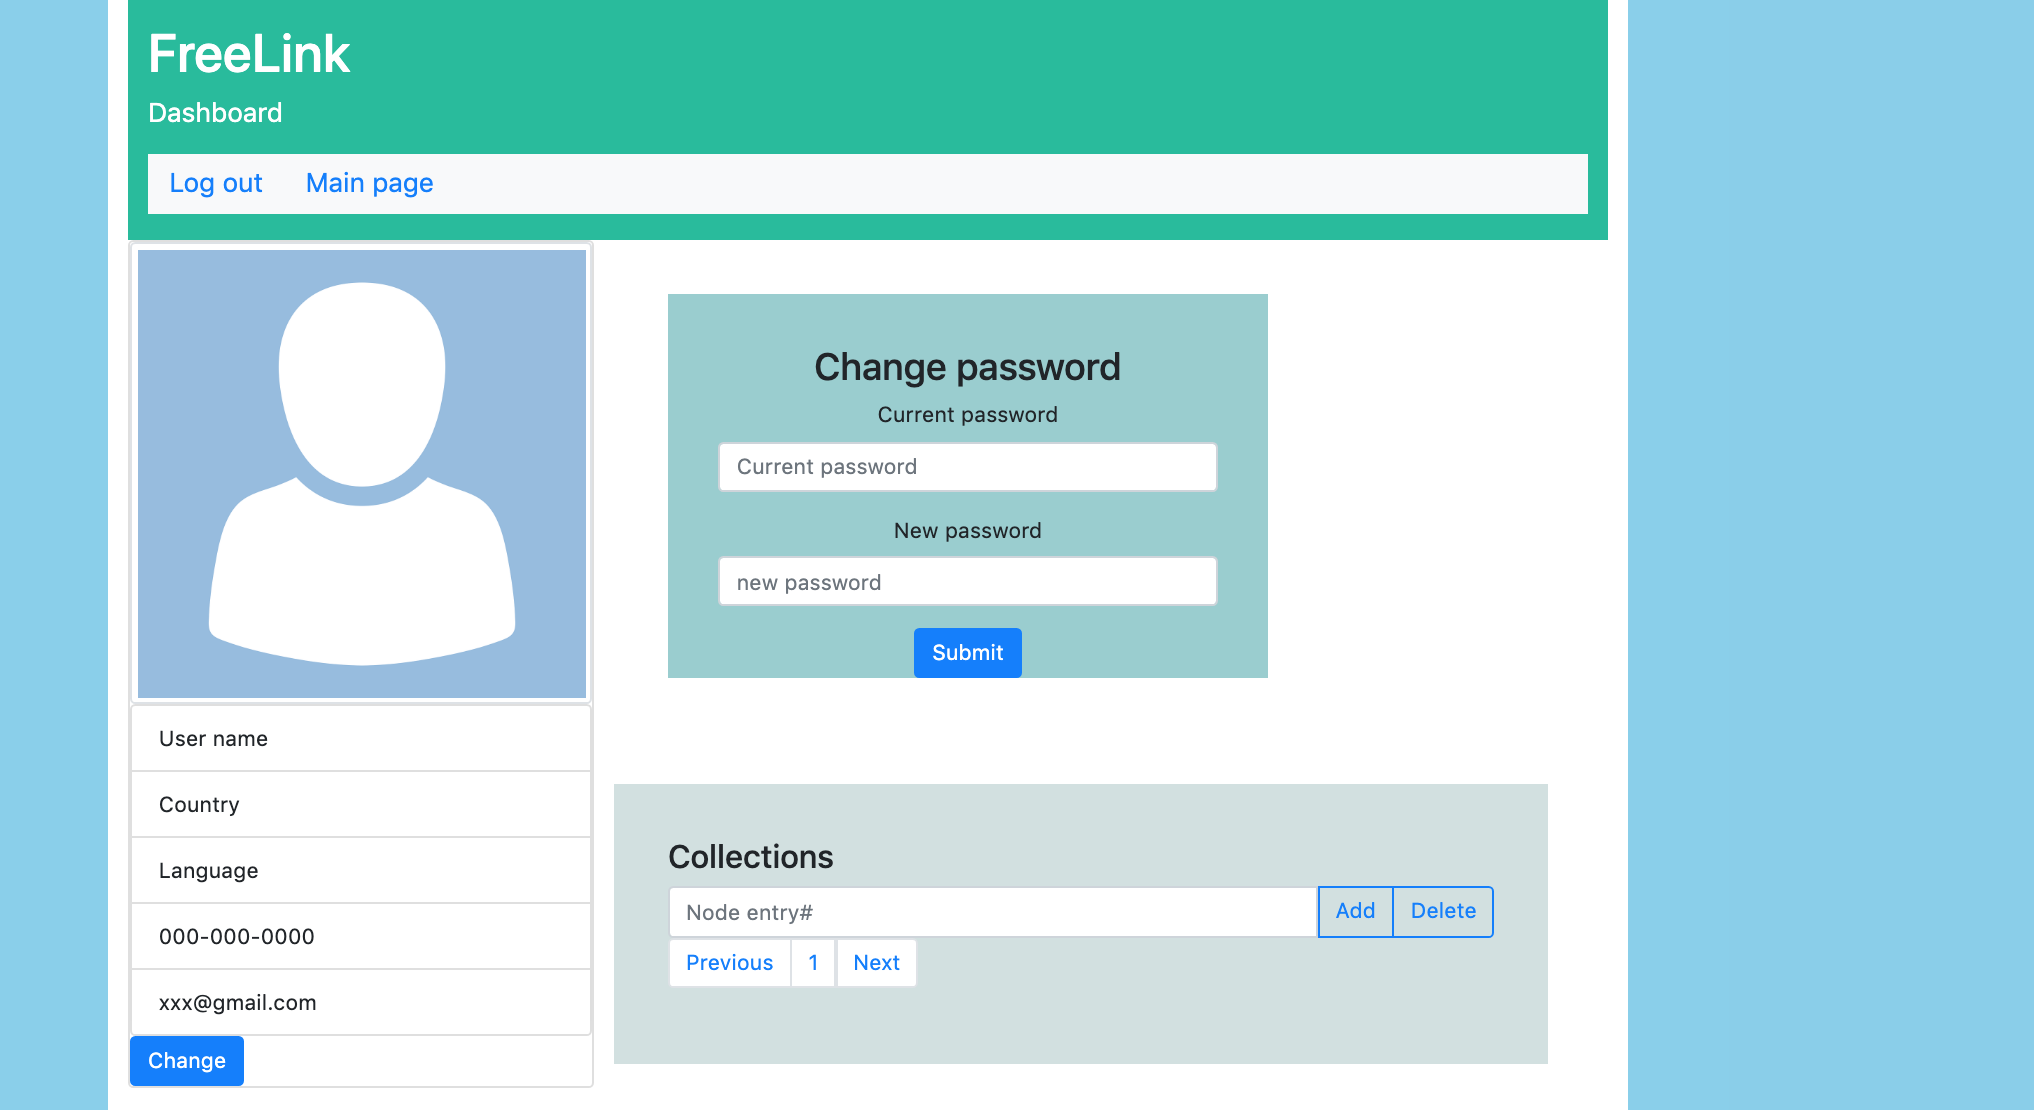 FreeLink
Dashboard
Log out Main page
Change password
Current password
Current password
New password
new password
Submit
User name
Country
Language
000-000-0000
xxx@gmail.com
Change
Collections
Node entry# Add Delete
Previous 1 Next